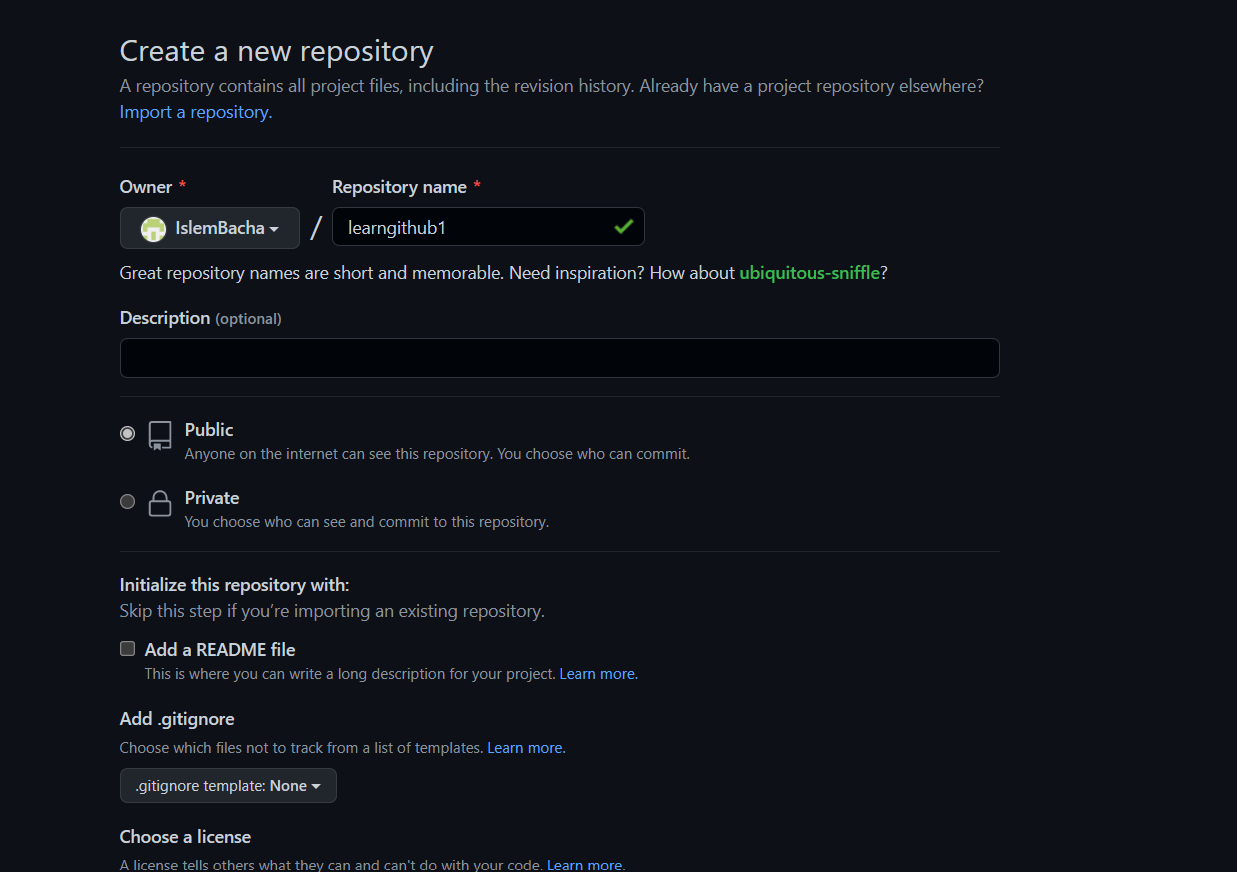 Create a new repository
A repository contains all project files, including the revision history. Already have a project repository elsewhere?
Import a repository.
Owner * Repository name *
IslemBacha / learngithub1
Great repository names are short and memorable. Need inspiration? How about ubiquitous-sniffle?
Description (optional)
Public
Anyone on the internet can see this repository. You choose who can commit.
Private
You choose who can see and commit to this repository.
Initialize this repository with:
Skip this step if you’re importing an existing repository.
Add a README file
This is where you can write a long description for your project. Learn more.
Add .gitignore
Choose which files not to track from a list of templates. Learn more.
.gitignore template: None
Choose a license
A license tells others what they can and can't do with your code. Learn more.